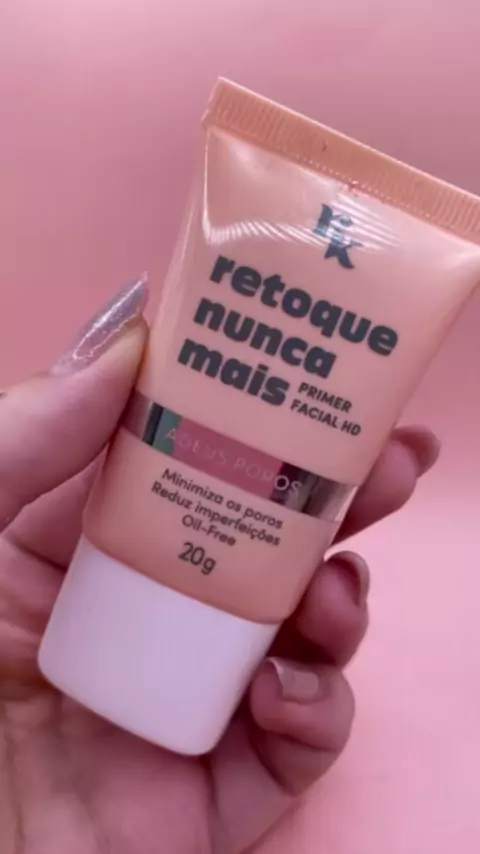 rk
retoque
nunca
mais PRIMER
FACIAL HD
ADEUS POROS
Minimiza os poros
Reduz imperfeições
Oil-Free
20g